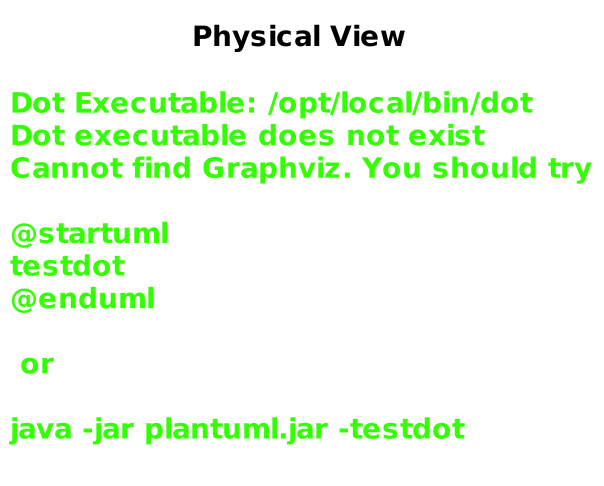 Physical View
Dot Executable: /opt/local/bin/dot
Dot executable does not exist
Cannot find Graphviz. You should try
@startuml
testdot
@enduml
or
java -jar plantuml.jar -testdot